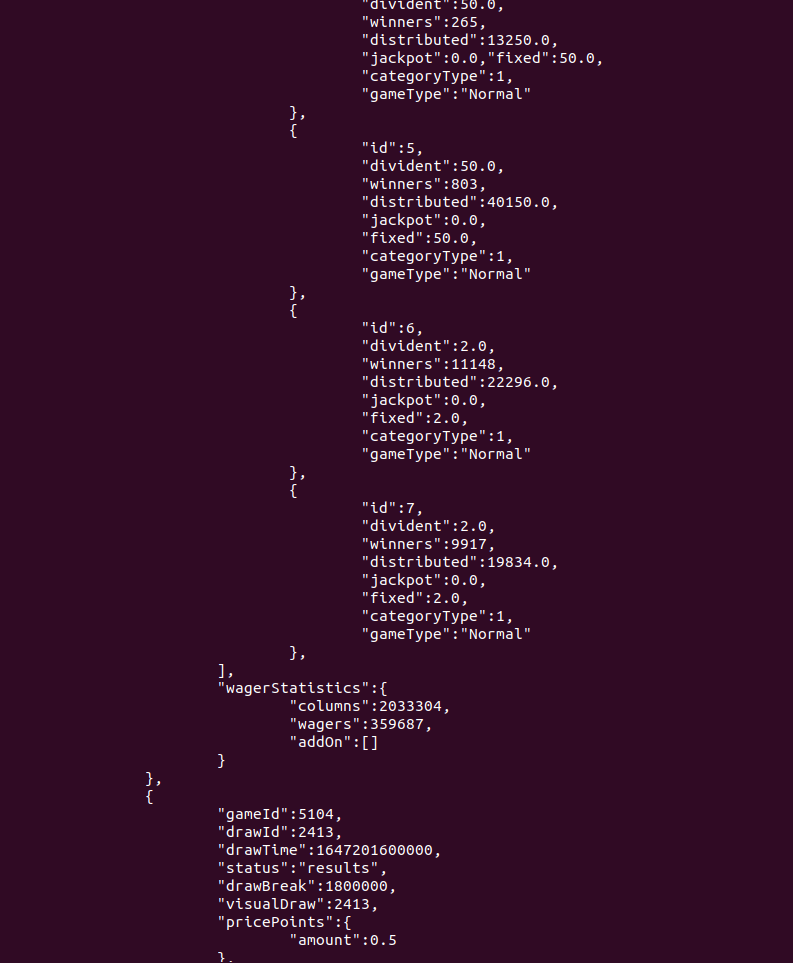 "divident":50.0,
"winners":265,
"distributed":13250.0,
"jackpot":0.0,"fixed":50.0,
"categoryType":1,
"gameType":"Normal"
},
{
"id":5,
"divident":50.0,
"winners":803,
"distributed":40150.0,
"jackpot":0.0,
"fixed":50.0,
"categoryType":1,
"gameType":"Normal"
},
{
"id":6,
"divident":2.0,
"winners":11148,
"distributed":22296.0,
"jackpot":0.0,
"fixed":2.0,
"categoryType":1,
"gameType":"Normal"
},
{
"id":7,
"divident":2.0,
"winners":9917,
"distributed":19834.0,
"jackpot":0.0,
"fixed":2.0,
"categoryType":1,
"gameType":"Normal"
},
],
"wagerStatistics":{
"columns":2033304,
"wagers":359687,
"addOn":[]
}
},
{
"gameId":5104,
"drawId":2413,
"drawTime":1647201600000,
"status":"results",
"drawBreak":1800000,
"visualDraw":2413,
"pricePoints":{
"amount":0.5
},